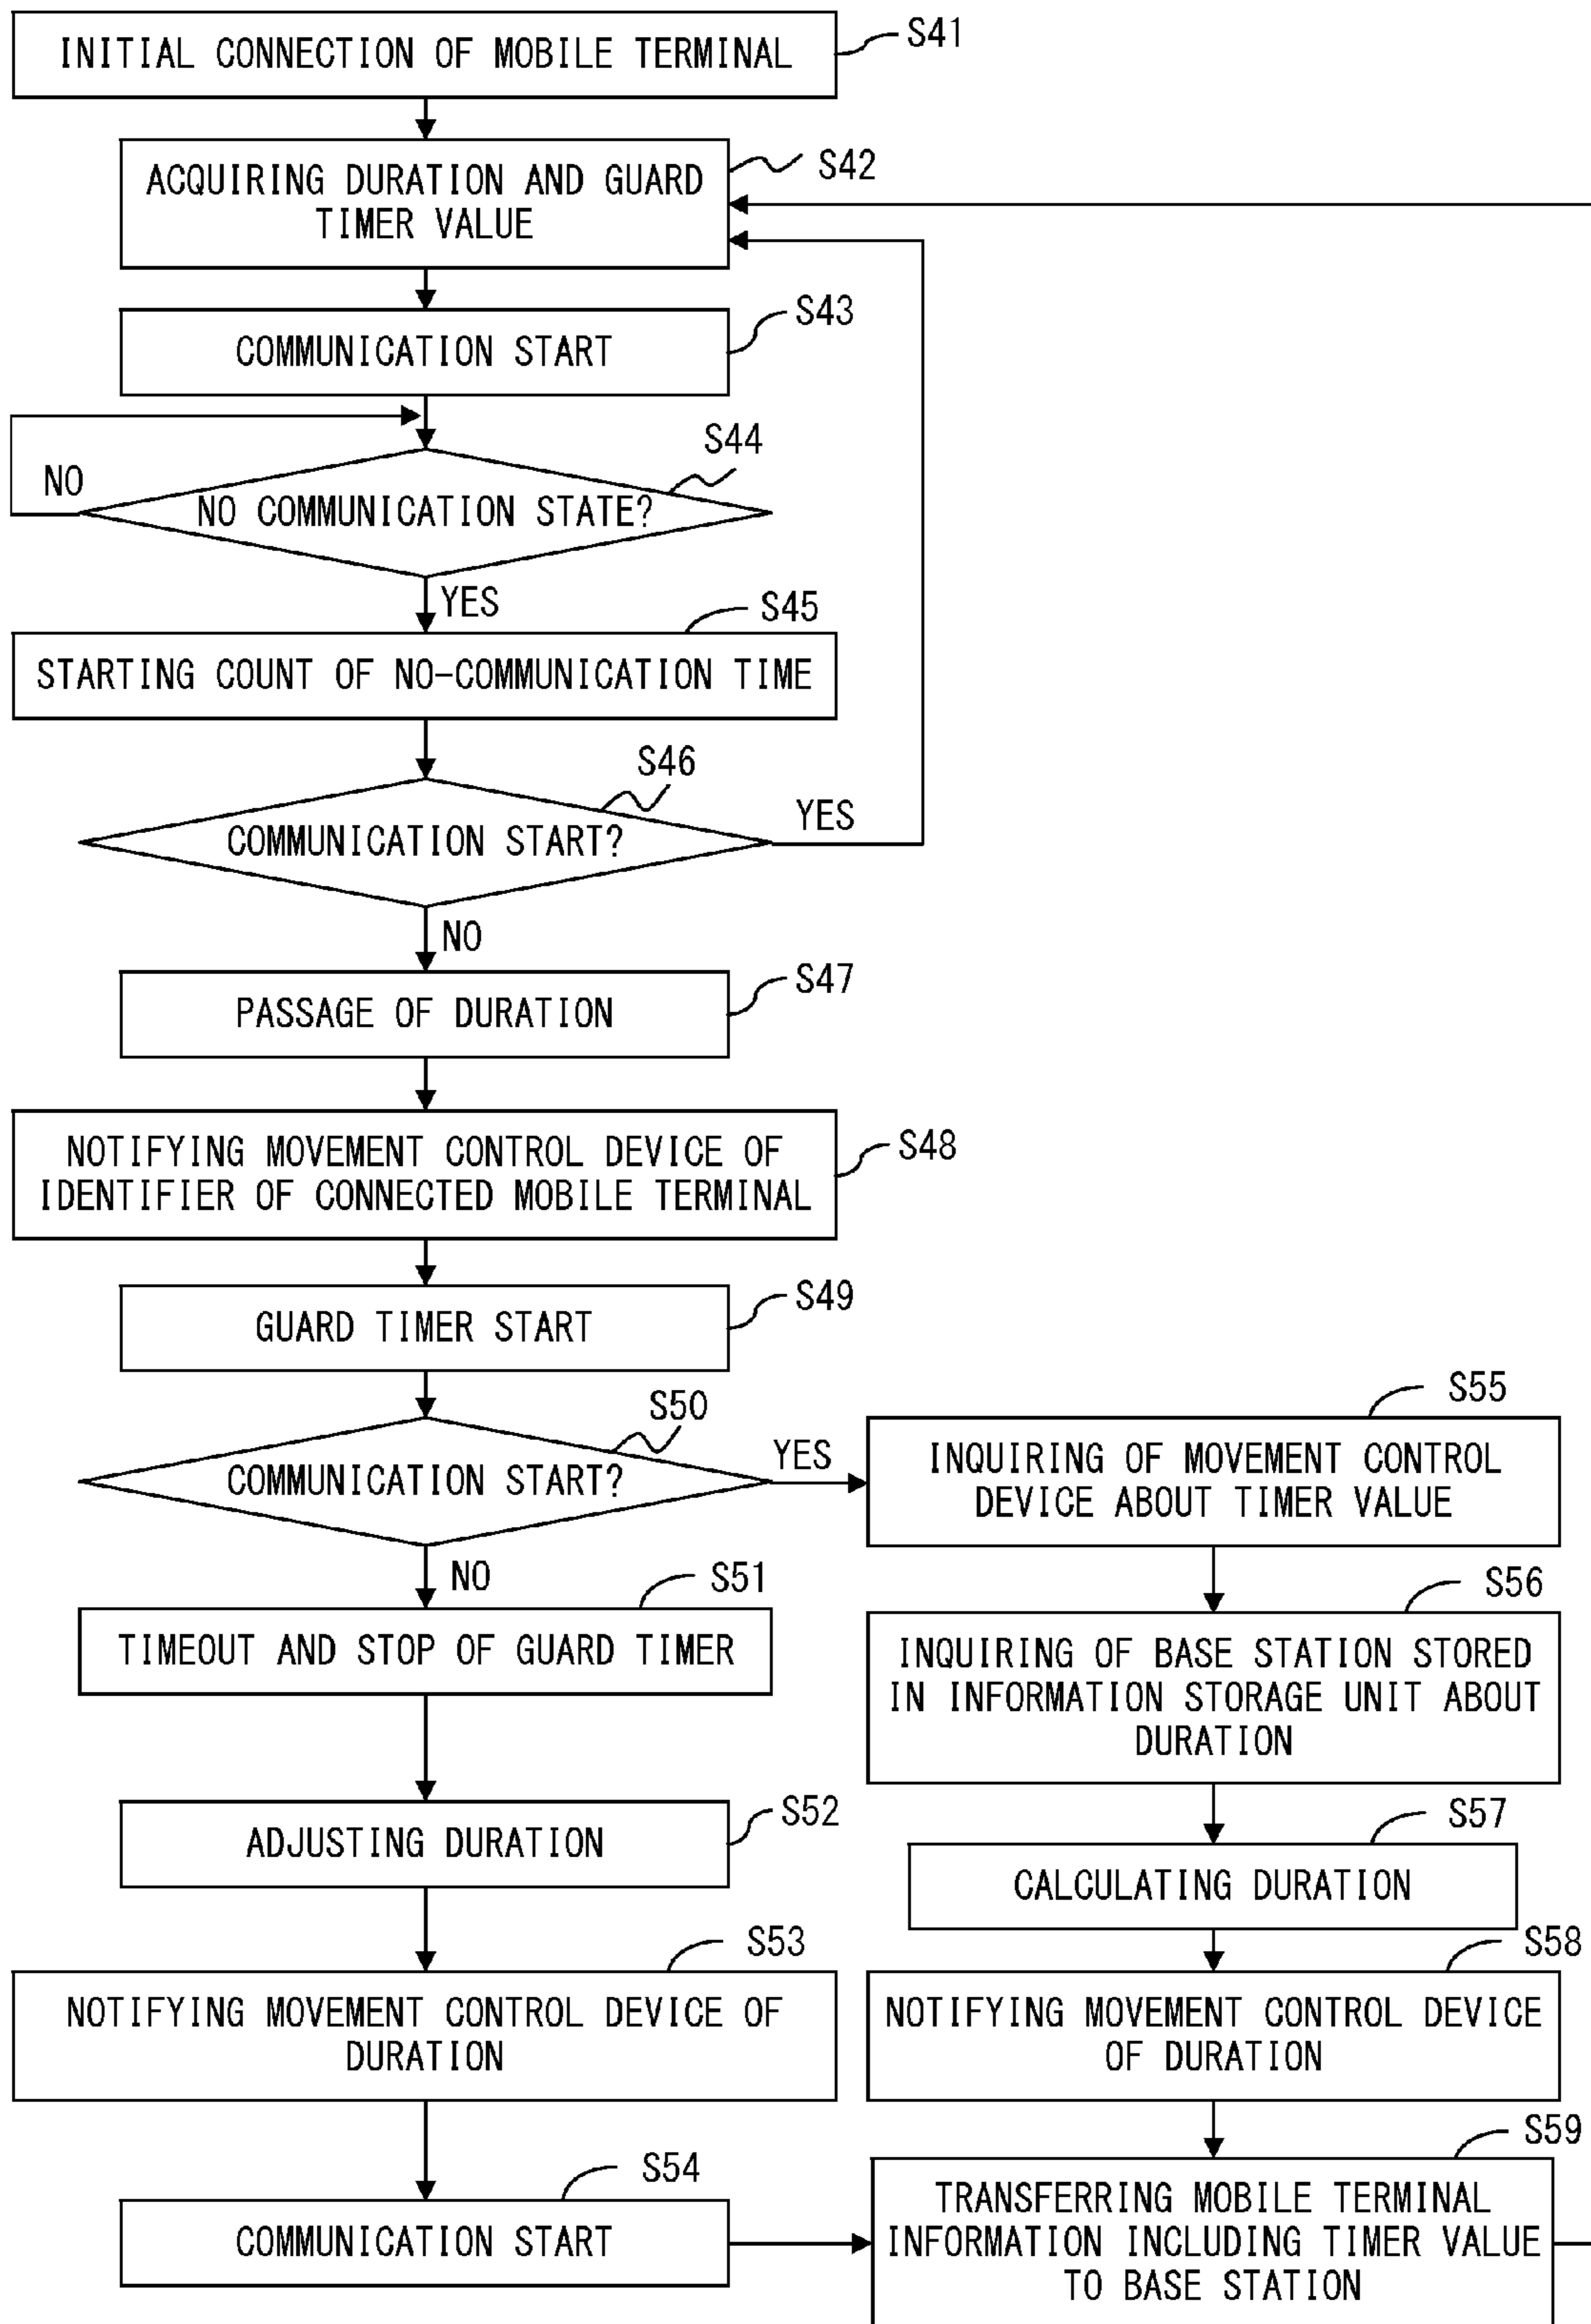 INITIAL CONNECTION OF MOBILE TERMINAL
S41
ACQUIRING DURATION AND GUARD
TIMER VALUE
S42
COMMUNICATION START
S43
NO COMMUNICATION STATE?
S44
NO
YES
STARTING COUNT OF NO-COMMUNICATION TIME
S45
COMMUNICATION START?
S46
YES
NO
PASSAGE OF DURATION
S47
NOTIFYING MOVEMENT CONTROL DEVICE OF
IDENTIFIER OF CONNECTED MOBILE TERMINAL
S48
GUARD TIMER START
S49
COMMUNICATION START?
S50
YES
NO
TIMEOUT AND STOP OF GUARD TIMER
S51
ADJUSTING DURATION
S52
NOTIFYING MOVEMENT CONTROL DEVICE OF
DURATION
S53
COMMUNICATION START
S54
INQUIRING OF MOVEMENT CONTROL
DEVICE ABOUT TIMER VALUE
S55
INQUIRING OF BASE STATION STORED
IN INFORMATION STORAGE UNIT ABOUT
DURATION
S56
CALCULATING DURATION
S57
NOTIFYING MOVEMENT CONTROL DEVICE
OF DURATION
S58
TRANSFERRING MOBILE TERMINAL
INFORMATION INCLUDING TIMER VALUE
TO BASE STATION
S59